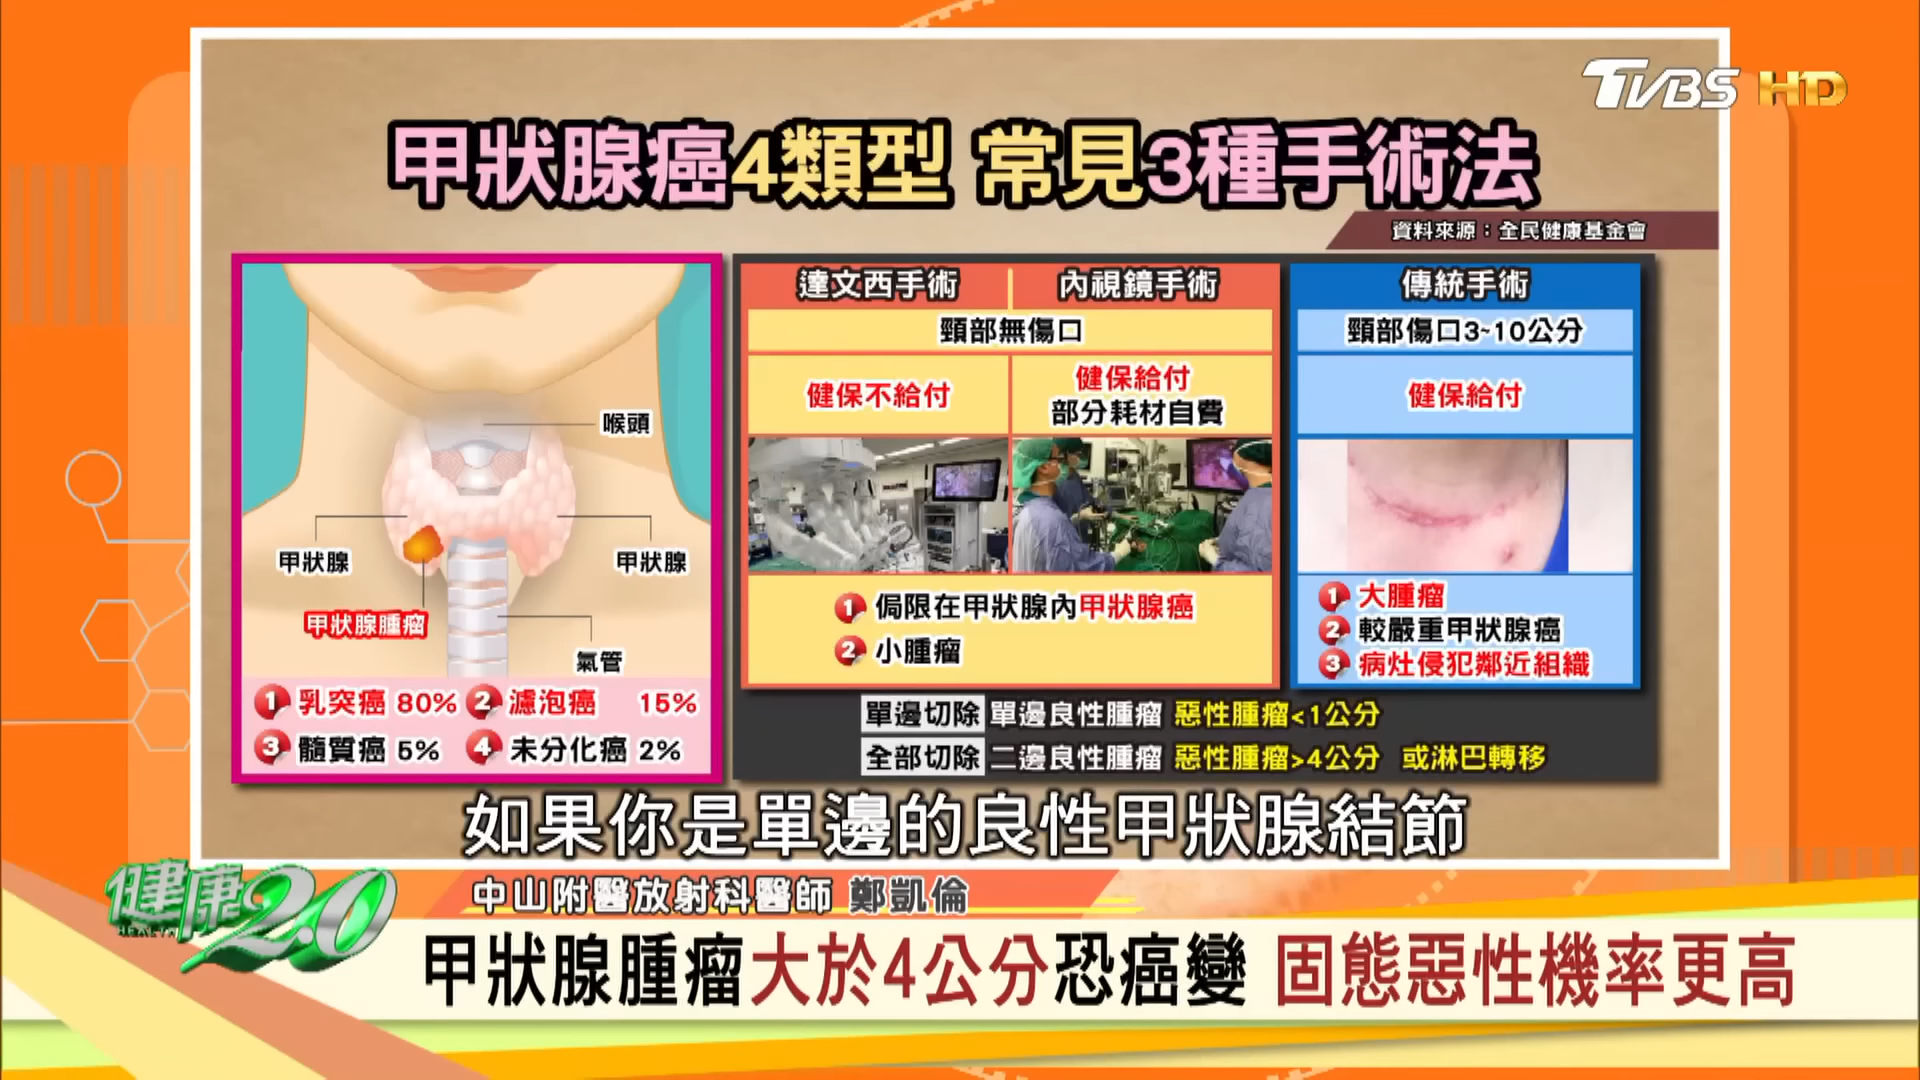 TVBS HD
甲狀腺癌4類型 常見3種手術法
資料來源：全民健康基金會
喉頭
甲狀腺
甲狀腺
甲狀腺腫瘤
氣管
1 乳突癌 80% 2 濾泡癌 15%
3 髓質癌 5% 4 未分化癌 2%
達文西手術 內視鏡手術
頸部無傷口
健保不給付
健保給付
部分耗材自費
1 侷限在甲狀腺內甲狀腺癌
2 小腫瘤
傳統手術
頸部傷口3~10公分
健保給付
1 大腫瘤
2 較嚴重甲狀腺癌
3 病灶侵犯鄰近組織
單邊切除 單邊良性腫瘤 惡性腫瘤<1公分
全部切除 二邊良性腫瘤 惡性腫瘤>4公分 或淋巴轉移
如果你是單邊的良性甲狀腺結節
健康2.0
HEALTH
中山附醫放射科醫師 鄭凱倫
甲狀腺腫瘤大於4公分恐癌變 固態惡性機率更高